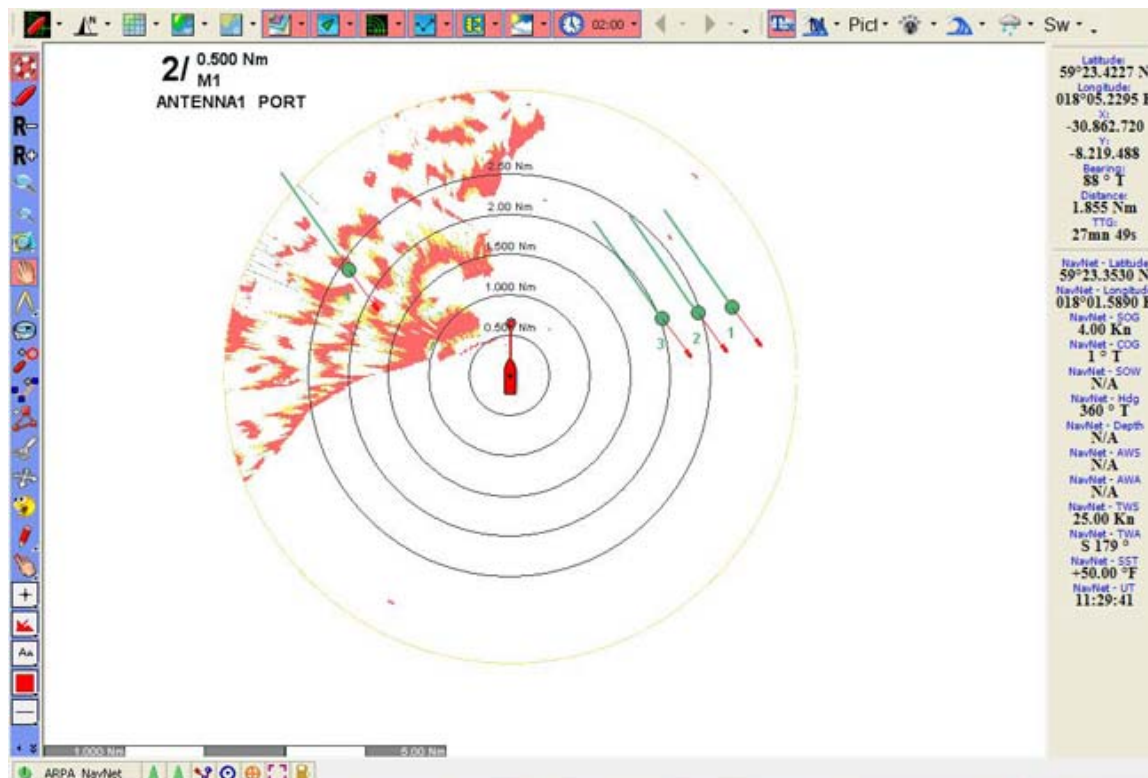 02:00
Pict
Sw
2/ 0.500 Nm
M1
ANTENNA1 PORT
R-
R+
Aa
2.50 Nm
2.00 Nm
1.500 Nm
1.000 Nm
0.500 Nm
3
2
1
Latitude:
59°23.4227 N
Longitude:
018°05.2295 E
X:
-30.862.720
Y:
-8.219.488
Bearing:
88 ° T
Distance:
1.855 Nm
TTG:
27mn 49s
NavNet - Latitude
59°23.3530 N
NavNet - Longitude
018°01.5890 E
NavNet - SOG
4.00 Kn
NavNet - COG
1 ° T
NavNet - SOW
N/A
NavNet - Hdg
360 ° T
NavNet - Depth
N/A
NavNet - AWS
N/A
NavNet - AWA
N/A
NavNet - TWS
25.00 Kn
NavNet - TWA
S 179 °
NavNet - SST
+50.00 °F
NavNet - UT
11:29:41
1.000 Nm
5.00 Nm
ARPA NavNet